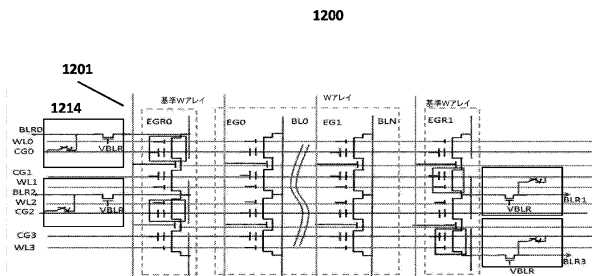 1200
1201
1214
基準Wアレイ
Wアレイ
基準Wアレイ
EGR0
EG0
BL0
EG1
BLN
EGR1
BLR0
WL0
CG0
VBLR
CG1
WL1
BLR2
WL2
CG2
VBLR
BLR1
VBLR
CG3
WL3
BLR3
VBLR